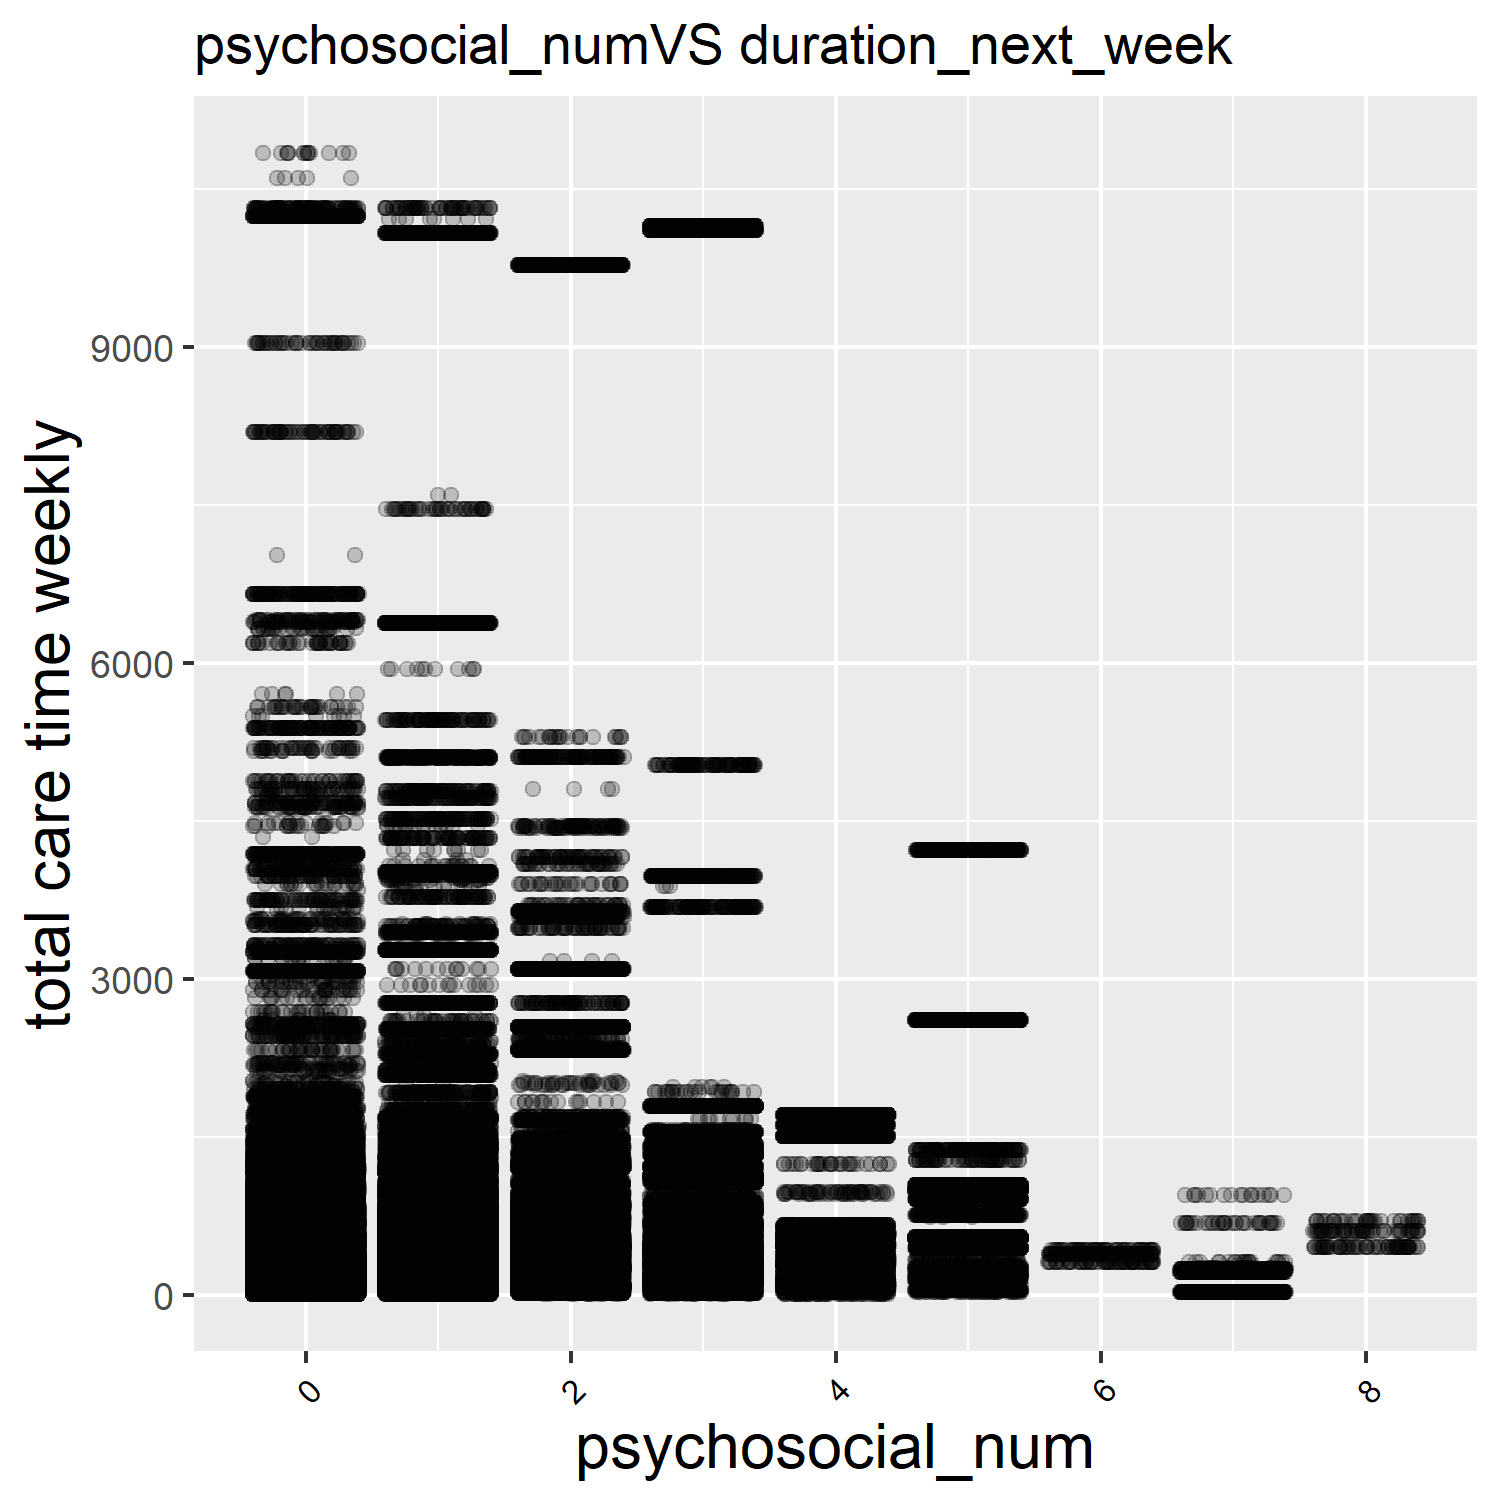 psychosocial_numVS duration_next_week
total care time weekly
9000
6000
3000
0
0 2 4 6 8
psychosocial_num